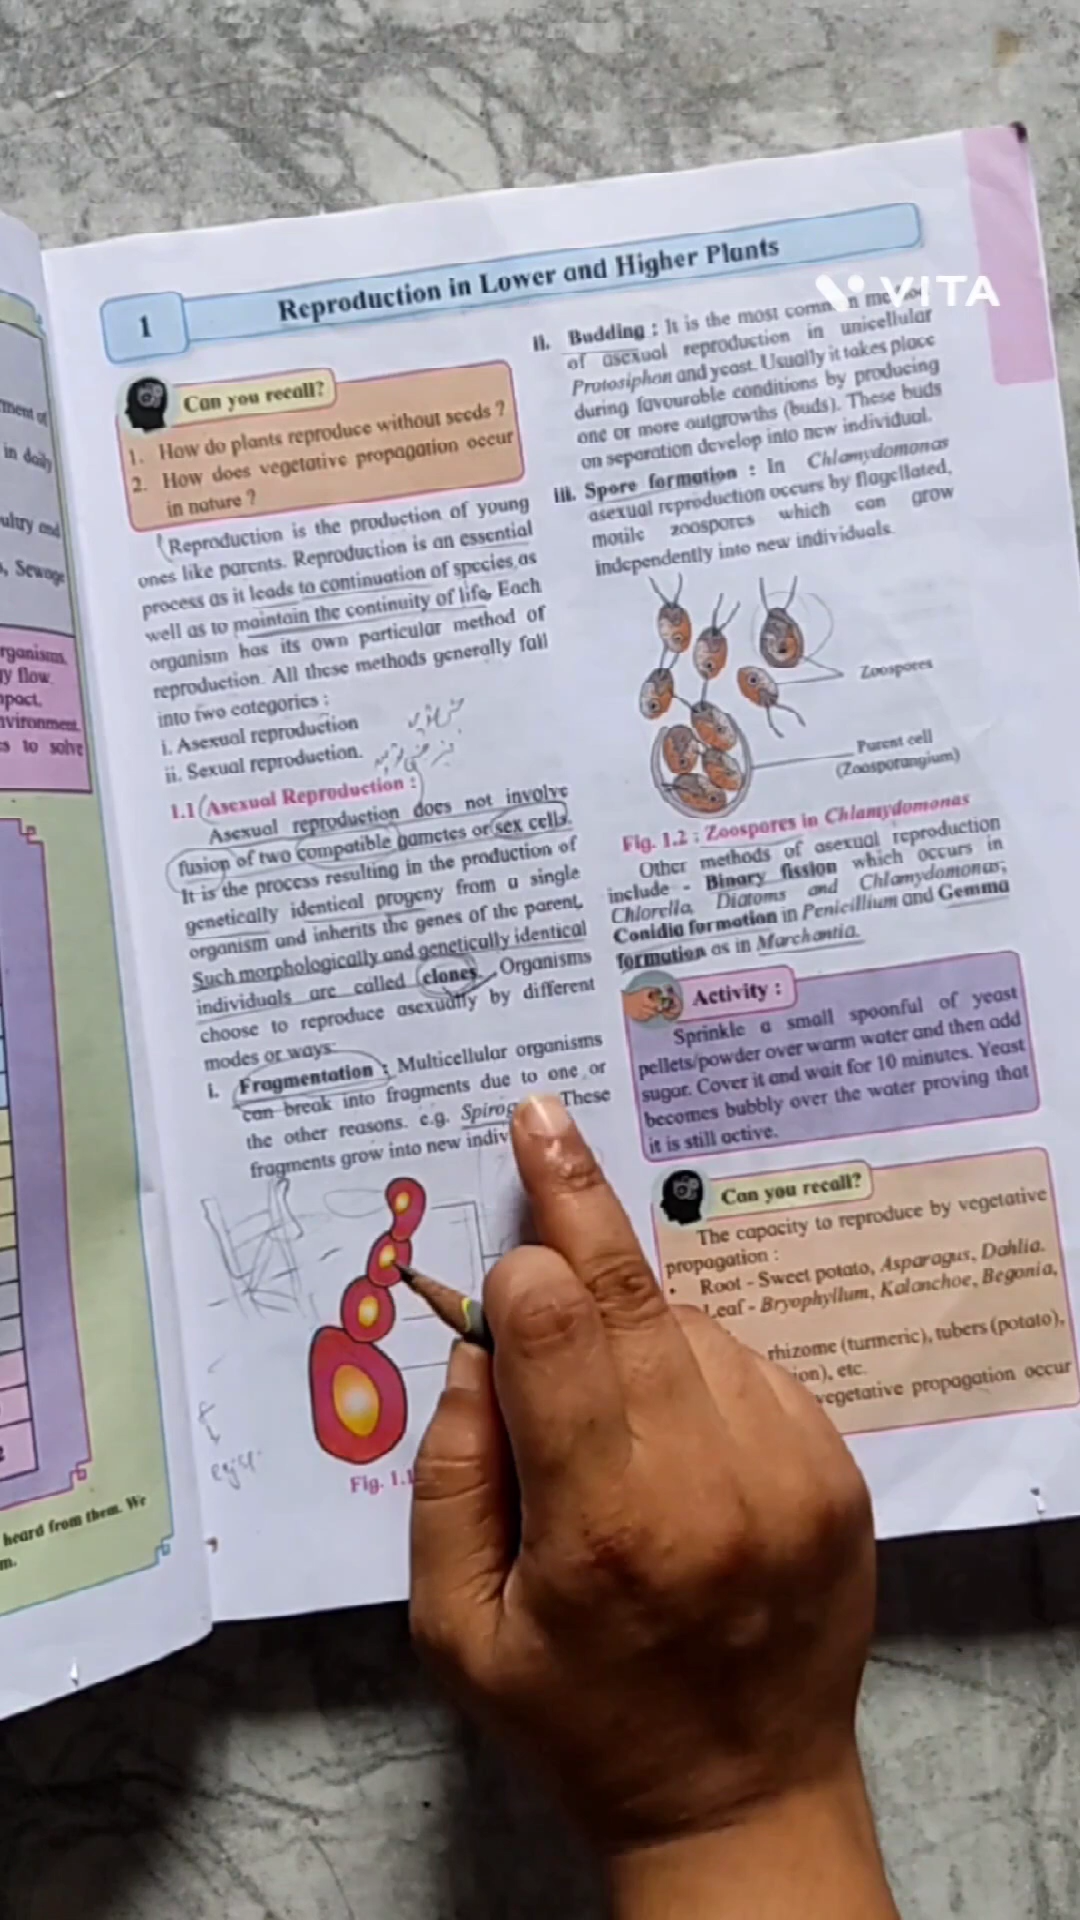 VITA
1
Reproduction in Lower and Higher Plants
Can you recall?
1. How do plants reproduce without seeds ?
2. How does vegetative propagation occur
in nature ?
Reproduction is the production of young
ones like parents. Reproduction is an essential
process as it leads to continuation of species as
well as to maintain the continuity of life. Each
organism has its own particular method of
reproduction. All these methods generally fall
into two categories :
i. Asexual reproduction
ii. Sexual reproduction.
1.1 Asexual Reproduction :
Asexual reproduction does not involve
fusion of two compatible gametes or sex cells.
It is the process resulting in the production of
genetically identical progeny from a single
organism and inherits the genes of the parent.
Such morphologically and genetically identical
individuals are called clones. Organisms
choose to reproduce asexually by different
modes or ways:
i. Fragmentation : Multicellular organisms
can break into fragments due to one or
the other reasons. e.g. These
fragments grow into new
Fig.
ii. Budding : It is the most
of asexual reproduction in unicellular
Protosiphon and yeast. Usually it takes place
during favourable conditions by producing
one or more outgrowths (buds). These buds
on separation develop into new individual.
iii. Spore formation : In Chlamydomonas
asexual reproduction occurs by flagellated,
motile zoospores which can grow
independently into new individuals.
Zoospores
Parent cell
(Zoosporangium)
Fig. 1.2 : Zoospores in Chlamydomonas
Other methods of asexual reproduction
include - Binary fission which occurs in
Chlorella, Diatoms and Chlamydomonas;
Conidia formation in Penicillium and Gemma
formation as in Marchantia.
Activity :
Sprinkle a small spoonful of yeast
pellets/powder over warm water and then add
sugar. Cover it and wait for 10 minutes. Yeast
becomes bubbly over the water proving that
it is still active.
Can you recall?
The capacity to reproduce by vegetative
propagation :
• Root - Sweet potato, Asparagus, Dahlia.
Leaf - Bryophyllum, Kalanchoe, Begonia,
rhizome (turmeric), tubers (potato),
etc.
vegetative propagation occur
in daily
and
Sewage
organisms,
flow.
to solve
heard from them. We